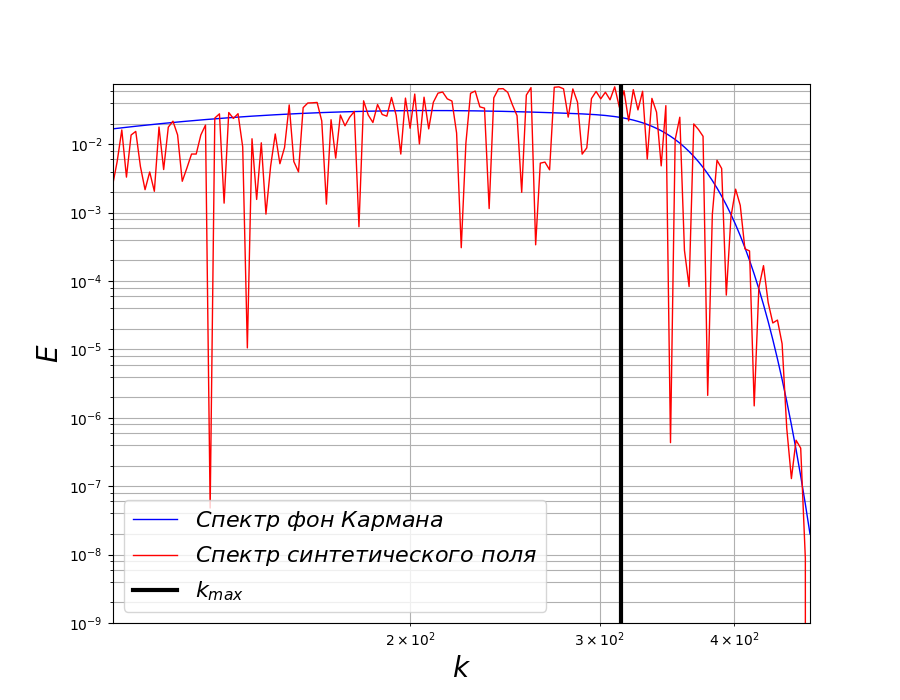 E
10⁻²
10⁻³
10⁻⁴
10⁻⁵
10⁻⁶
10⁻⁷
10⁻⁸
10⁻⁹
Спектр фон Кармана
Спектр синтетического поля
k_max
2 × 10²
3 × 10²
4 × 10²
k